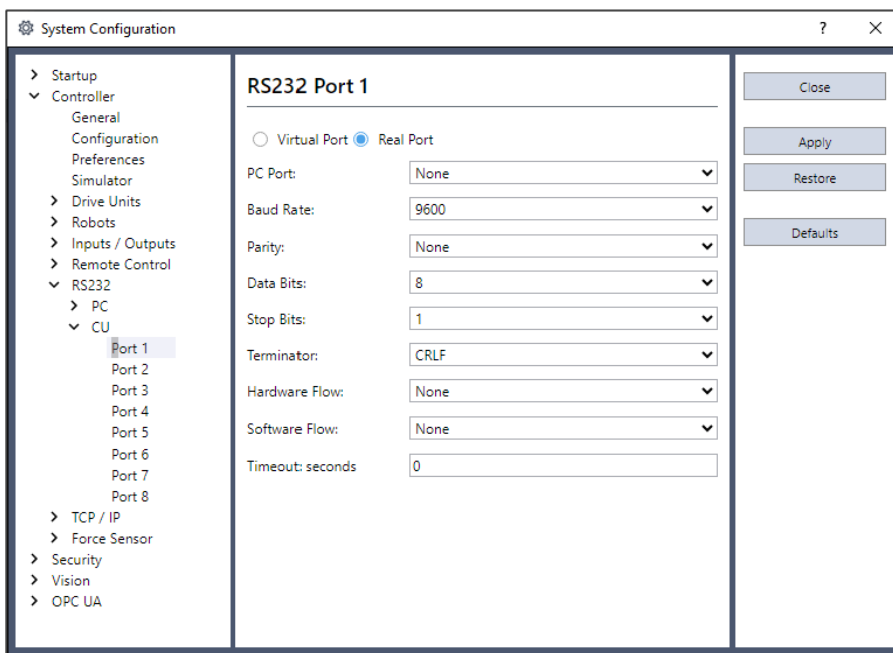 System Configuration
?
Startup
Controller
General
Configuration
Preferences
Simulator
Drive Units
Robots
Inputs / Outputs
Remote Control
RS232
PC
CU
Port 1
Port 2
Port 3
Port 4
Port 5
Port 6
Port 7
Port 8
TCP / IP
Force Sensor
Security
Vision
OPC UA
RS232 Port 1
Virtual Port Real Port
PC Port: None
Baud Rate: 9600
Parity: None
Data Bits: 8
Stop Bits: 1
Terminator: CRLF
Hardware Flow: None
Software Flow: None
Timeout: seconds 0
Close
Apply
Restore
Defaults